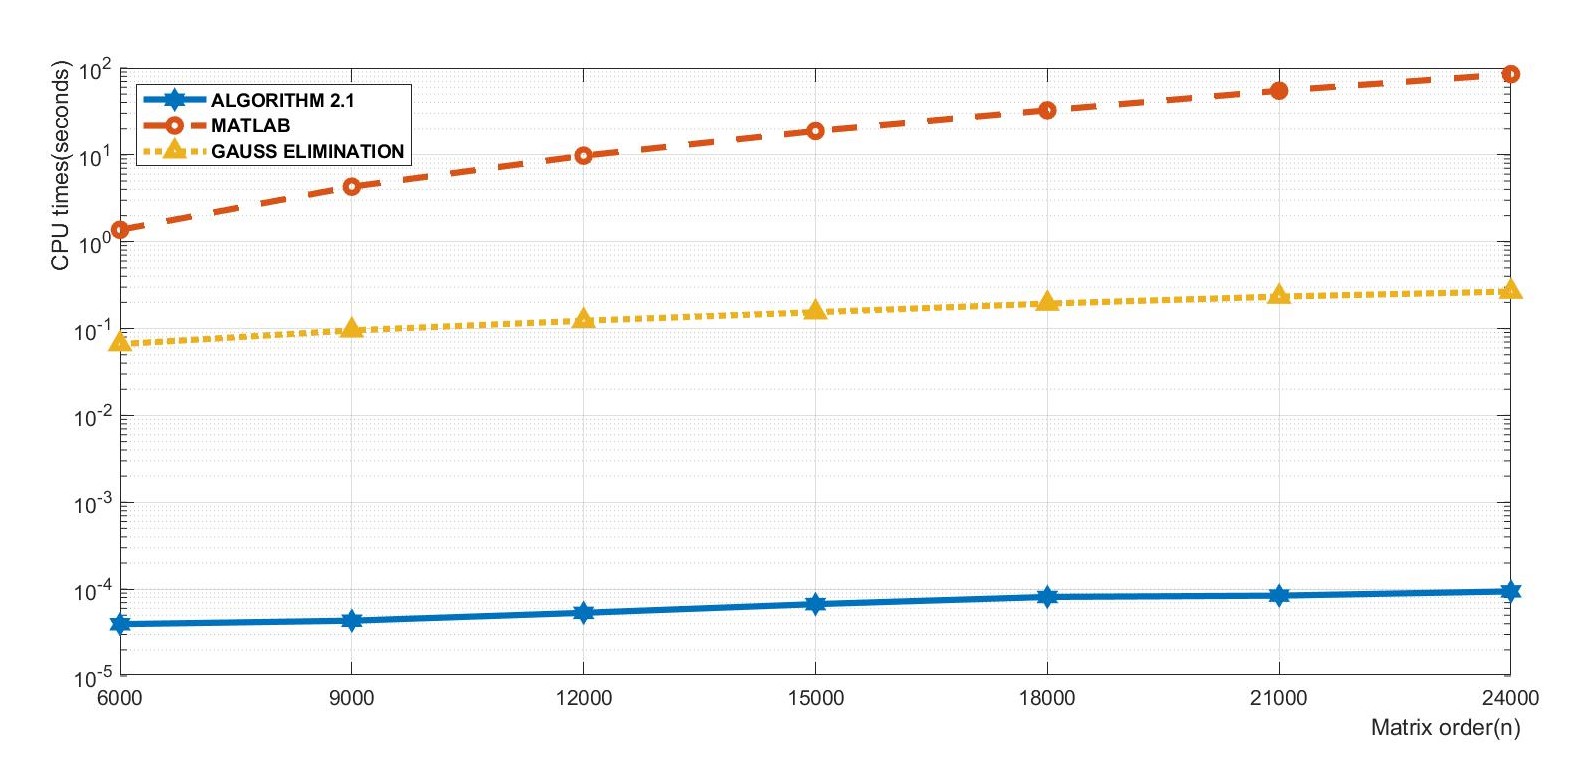 CPU times(seconds)
10^2
10^1
10^0
10^-1
10^-2
10^-3
10^-4
10^-5
ALGORITHM 2.1
MATLAB
GAUSS ELIMINATION
6000 9000 12000 15000 18000 21000 24000
Matrix order(n)